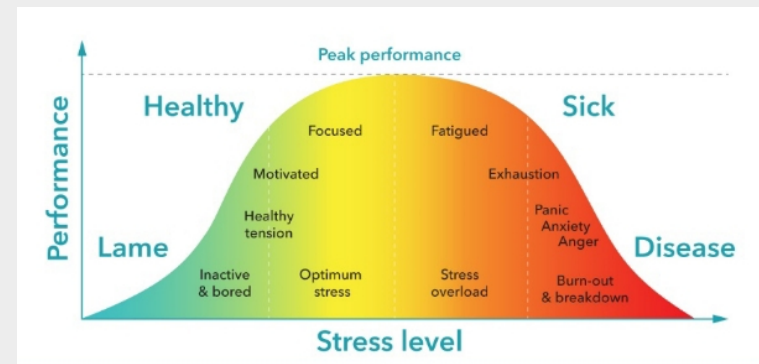 Peak performance
Healthy
Sick
Focused
Fatigued
Motivated
Exhaustion
Healthy
tension
Panic
Anxiety
Anger
Lame
Disease
Inactive
& bored
Optimum
stress
Stress
overload
Burn-out
& breakdown
Performance
Stress level